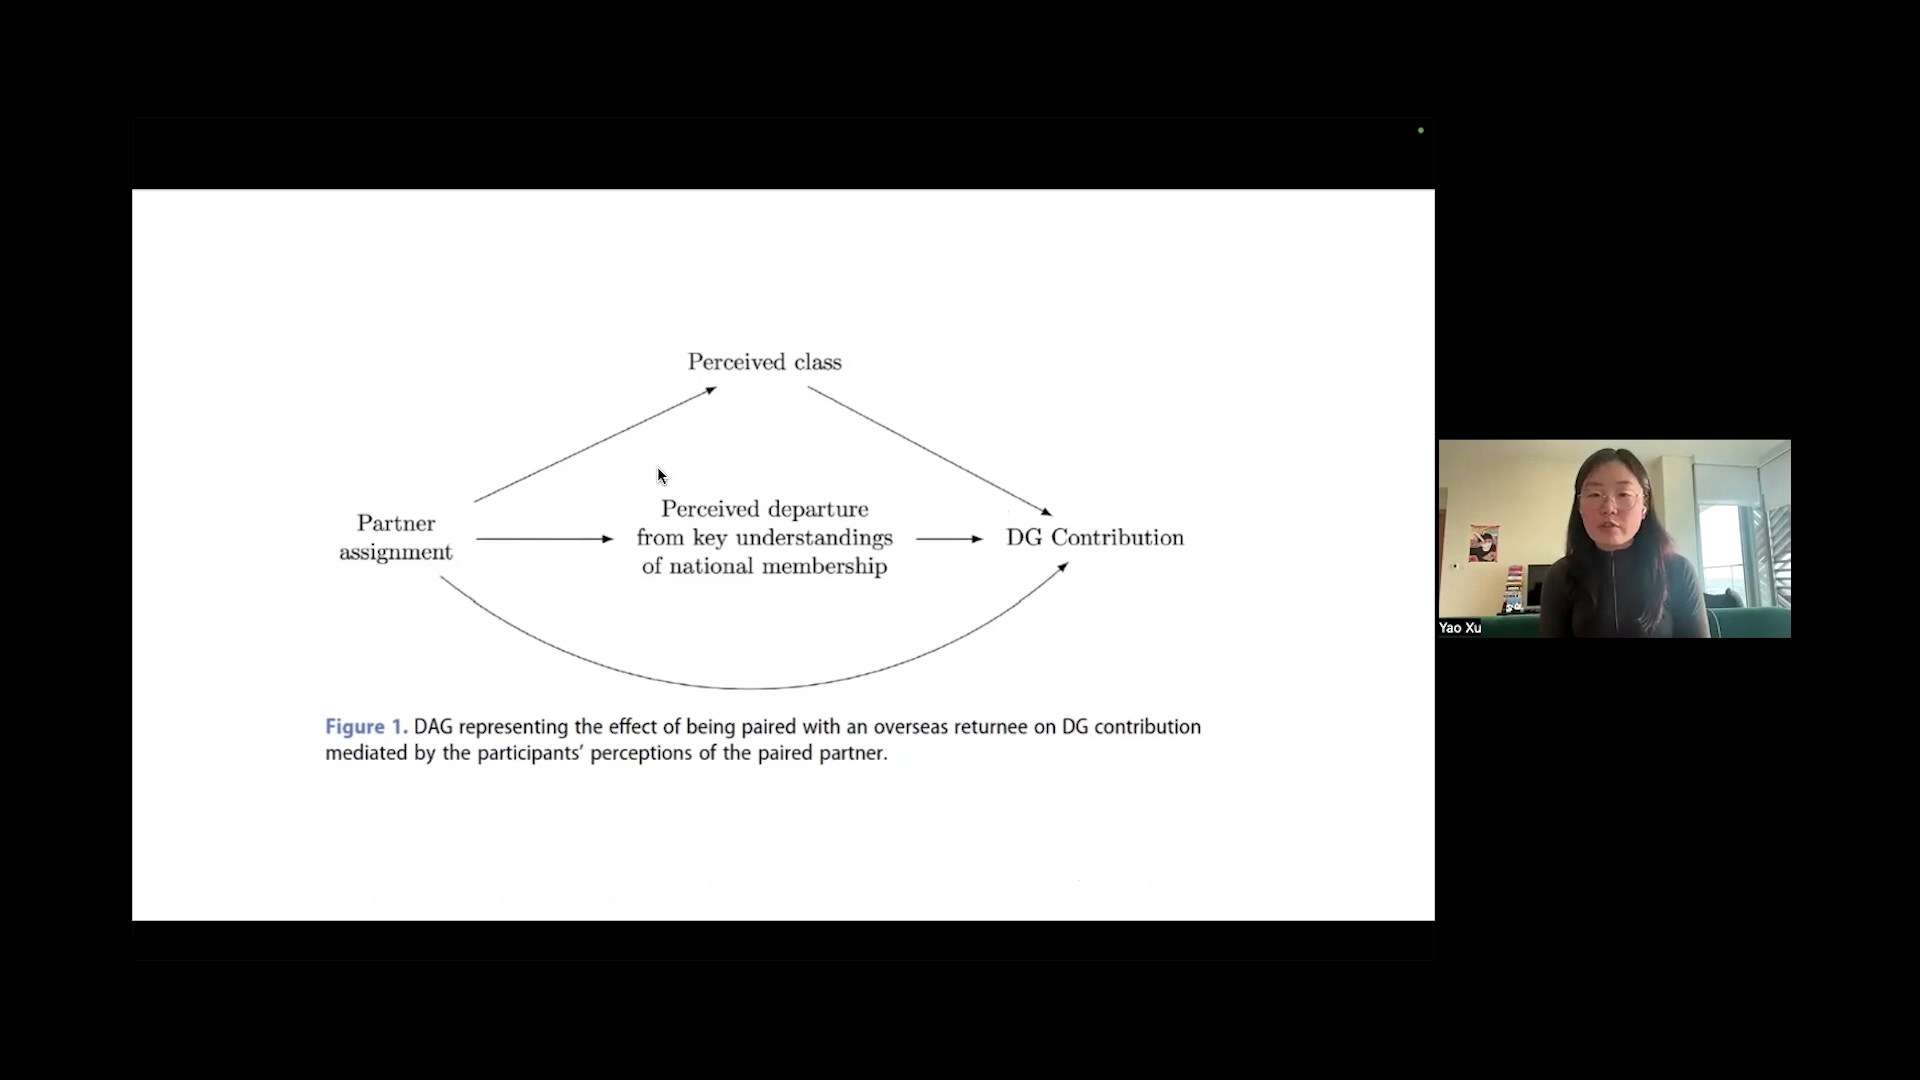 Perceived class
Partner
assignment
Perceived departure
from key understandings
of national membership
DG Contribution
Figure 1. DAG representing the effect of being paired with an overseas returnee on DG contribution
mediated by the participants' perceptions of the paired partner.
Yao Xu